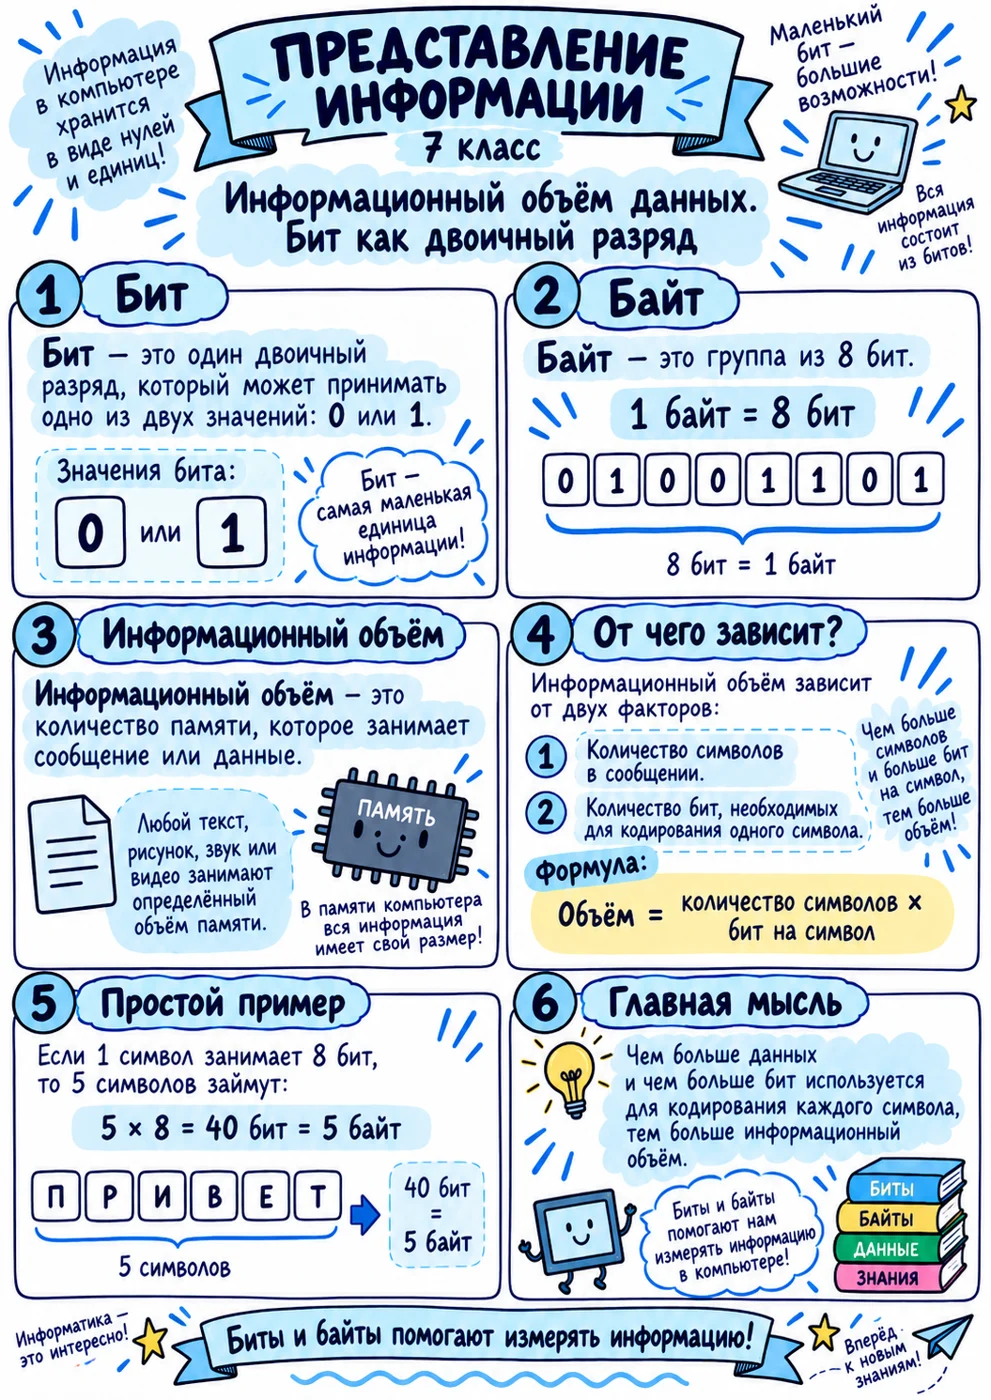 Информация
в компьютере
хранится
в виде нулей
и единиц!
ПРЕДСТАВЛЕНИЕ
ИНФОРМАЦИИ
7 класс
Маленький
бит –
большие
возможности!
Информационный объём данных.
Бит как двоичный разряд
Вся
информация
состоит
из битов!
1 Бит
Бит – это один двоичный
разряд, который может принимать
одно из двух значений: 0 или 1.
Значения бита:
0 или 1
Бит –
самая маленькая
единица
информации!
2 Байт
Байт – это группа из 8 бит.
1 байт = 8 бит
0 1 0 0 1 1 0 1
8 бит = 1 байт
3 Информационный объём
Информационный объём – это
количество памяти, которое занимает
сообщение или данные.
Любой текст,
рисунок, звук или
видео занимают
определённый
объём памяти.
ПАМЯТЬ
В памяти компьютера
вся информация
имеет свой размер!
4 От чего зависит?
Информационный объём зависит
от двух факторов:
1 Количество символов
в сообщении.
2 Количество бит, необходимых
для кодирования одного символа.
Чем больше
символов
и больше бит
на символ,
тем больше
объём!
Формула:
Объём = количество символов ×
бит на символ
5 Простой пример
Если 1 символ занимает 8 бит,
то 5 символов займут:
5 × 8 = 40 бит = 5 байт
П Р И В Е Т
5 символов
40 бит
=
5 байт
6 Главная мысль
Чем больше данных
и чем больше бит используется
для кодирования каждого символа,
тем больше информационный
объём.
Биты и байты
помогают нам
измерять информацию
в компьютере!
БИТЫ
БАЙТЫ
ДАННЫЕ
ЗНАНИЯ
Информатика –
это интересно!
Биты и байты помогают измерять информацию!
Вперёд
к новым
знаниям!